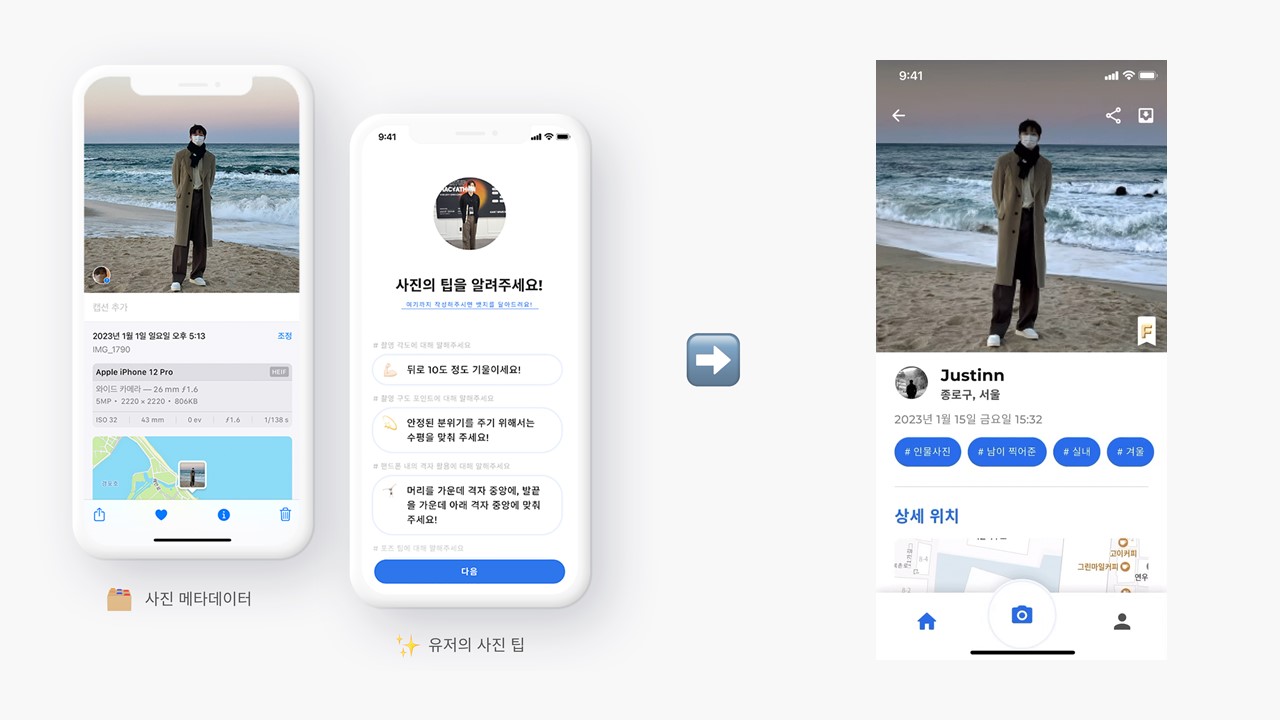 2023년 1월 1일 일요일 오후 5:13
조정
IMG_1790
캡션 추가
Apple iPhone 12 Pro
HEIF
와이드 카메라 — 26 mm ƒ1.6
5MP • 2220 × 2220 • 806KB
ISO 32
43 mm
0 ev
ƒ1.6
1/138 s
경포호
사진 메타데이터
9:41
사진의 팁을 알려주세요!
여기까지 작성해주시면 뱃지를 달아드려요!
# 촬영 각도에 대해 말해주세요
뒤로 10도 정도 기울이세요!
# 촬영 구도 포인트에 대해 말해주세요
안정된 분위기를 주기 위해서는
수평을 맞춰 주세요!
# 핸드폰 내의 격자 활용에 대해 말해주세요
머리를 가운데 격자 중앙에, 발끝
을 가운데 아래 격자 중앙에 맞춰
주세요!
# 포즈 팁에 대해 말해주세요
다음
유저의 사진 팁
9:41
F
Justinn
종로구, 서울
2023년 1월 15일 금요일 15:32
# 인물사진
# 남이 찍어준
# 실내
# 겨울
상세 위치
고이커피
그린마일커피
연우